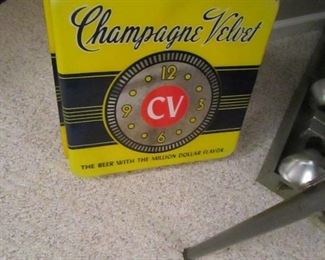 Champagne Velvet
12
9 CV 3
6
THE BEER WITH THE MILLION DOLLAR FLAVOR